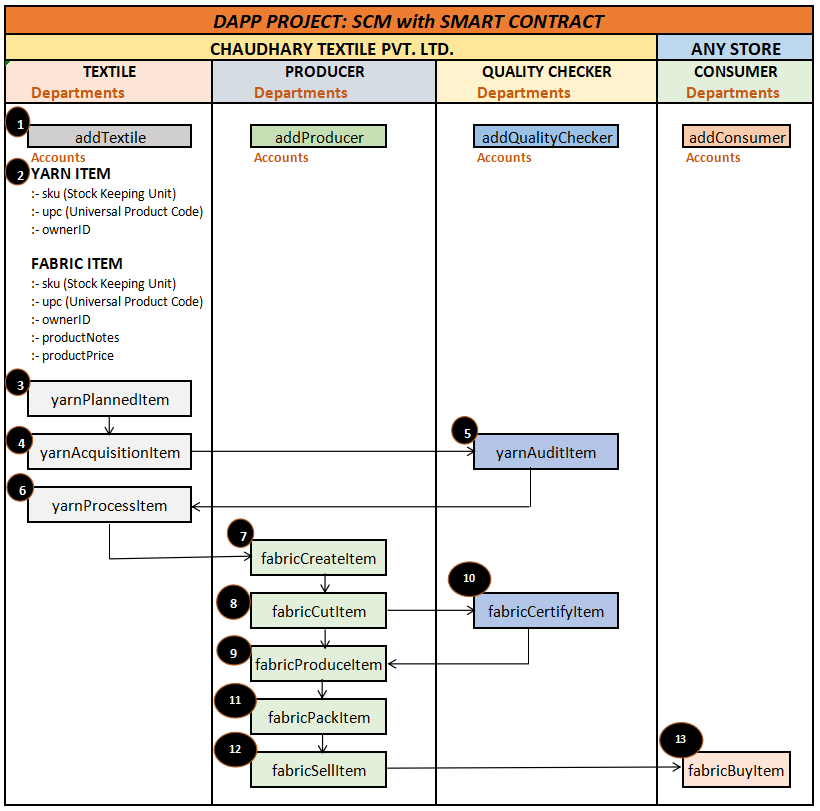 DAPP PROJECT: SCM with SMART CONTRACT
CHAUDHARY TEXTILE PVT. LTD.
ANY STORE
TEXTILE
PRODUCER
QUALITY CHECKER
CONSUMER
Departments
Departments
Departments
Departments
1
addTextile
addProducer
addQualityChecker
addConsumer
Accounts
Accounts
Accounts
Accounts
2
YARN ITEM
:- sku (Stock Keeping Unit)
:- upc (Universal Product Code)
:- ownerID
FABRIC ITEM
:- sku (Stock Keeping Unit)
:- upc (Universal Product Code)
:- ownerID
:- productNotes
:- productPrice
3
yarnPlannedItem
4
yarnAcquisitionItem
5
yarnAuditItem
6
yarnProcessItem
7
fabricCreateItem
8
fabricCutItem
10
fabricCertifyItem
9
fabricProduceItem
11
fabricPackItem
12
fabricSellItem
13
fabricBuyItem